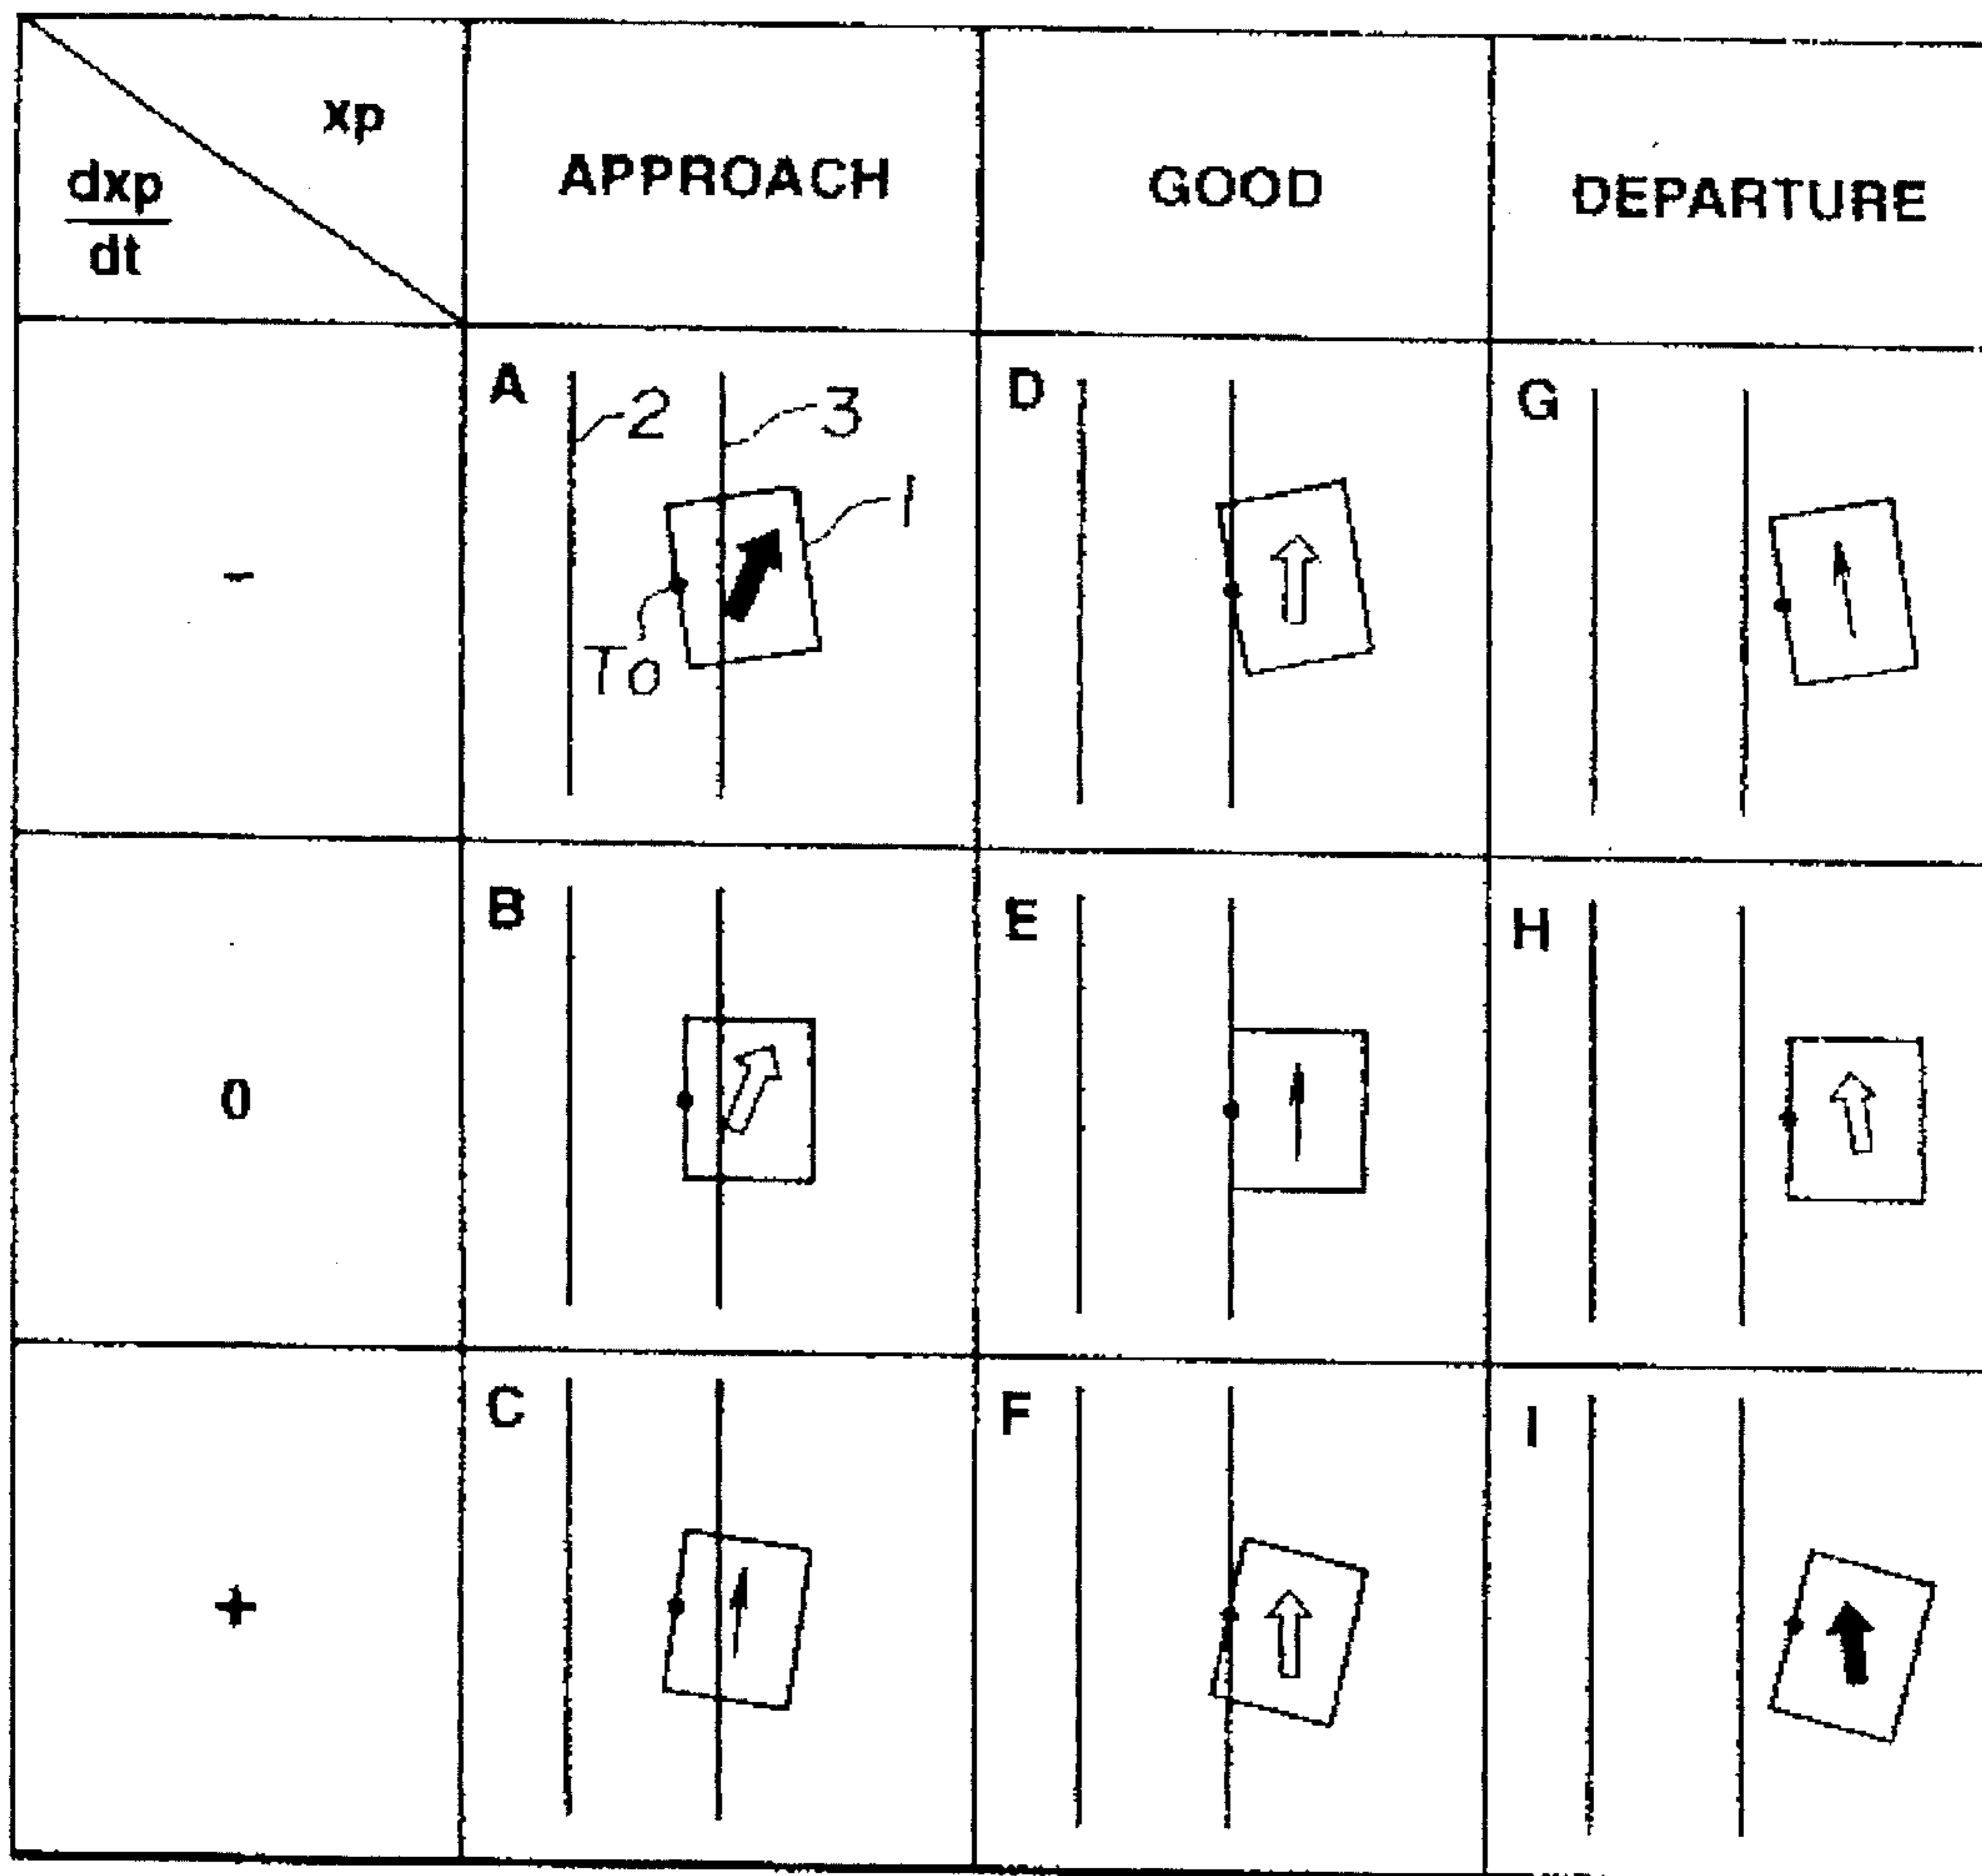 xp
dxp
dt
APPROACH
GOOD
DEPARTURE
-
A
2
3
1
To
D
G
0
B
E
H
+
C
F
I